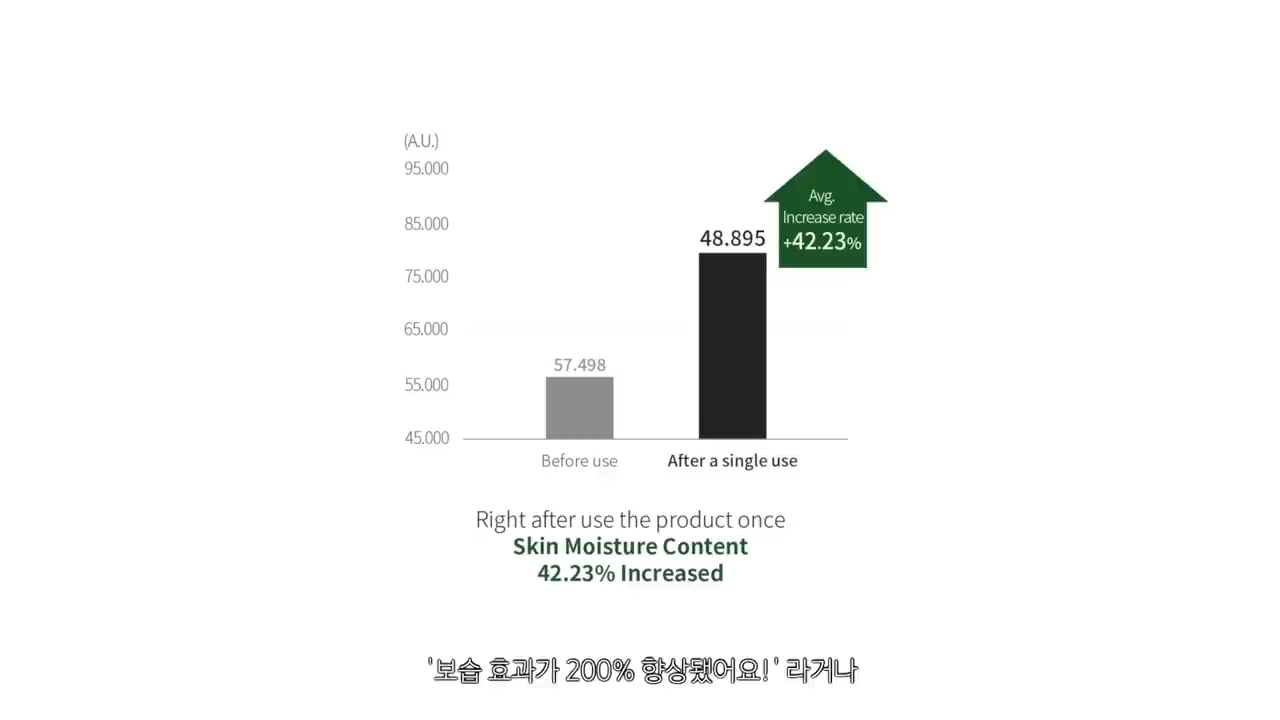 (A.U.)
95.000
85.000
75.000
65.000
55.000
45.000
57.498
48.895
Avg.
Increase rate
+42.23%
Before use
After a single use
Right after use the product once
Skin Moisture Content
42.23% Increased
'보습 효과가 200% 향상됐어요!' 라거나